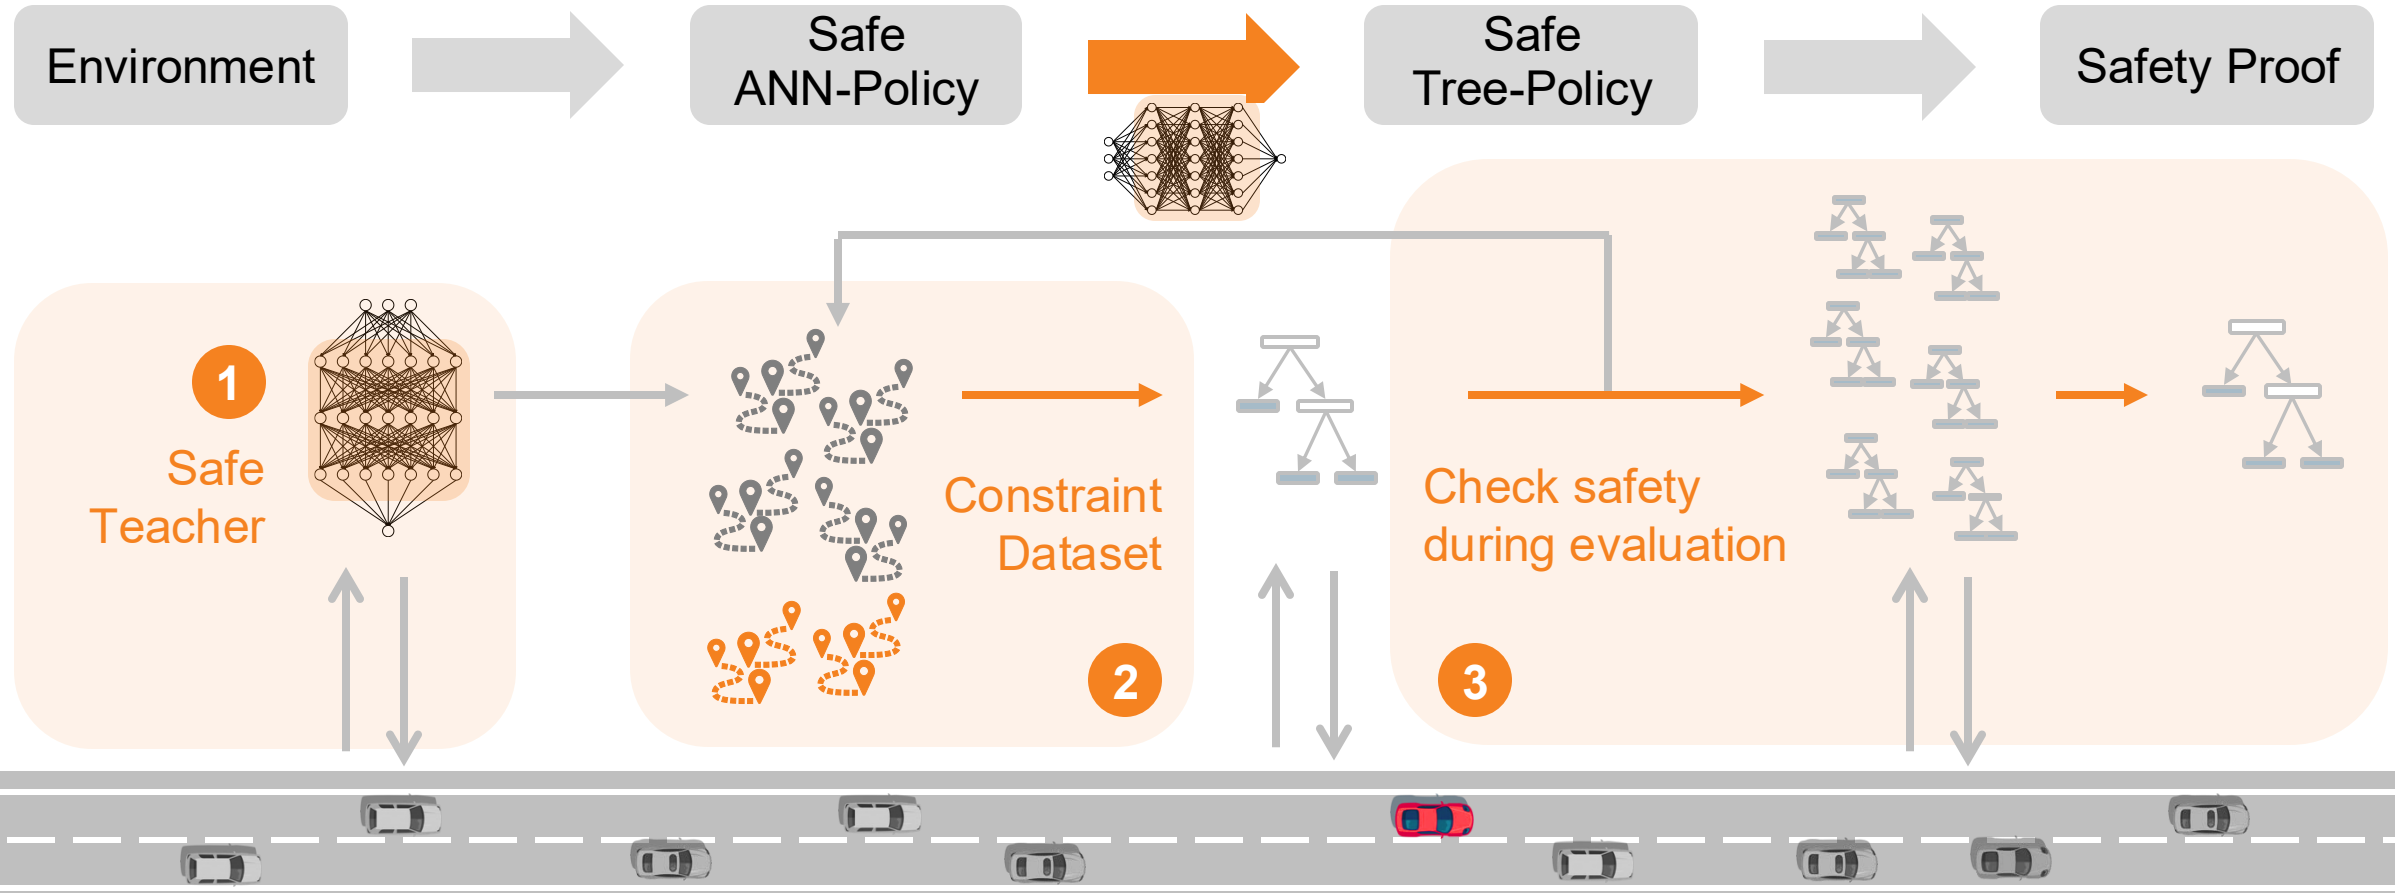 Environment
Safe
ANN-Policy
Safe
Tree-Policy
Safety Proof
1
Safe
Teacher
Constraint
Dataset
2
Check safety
during evaluation
3